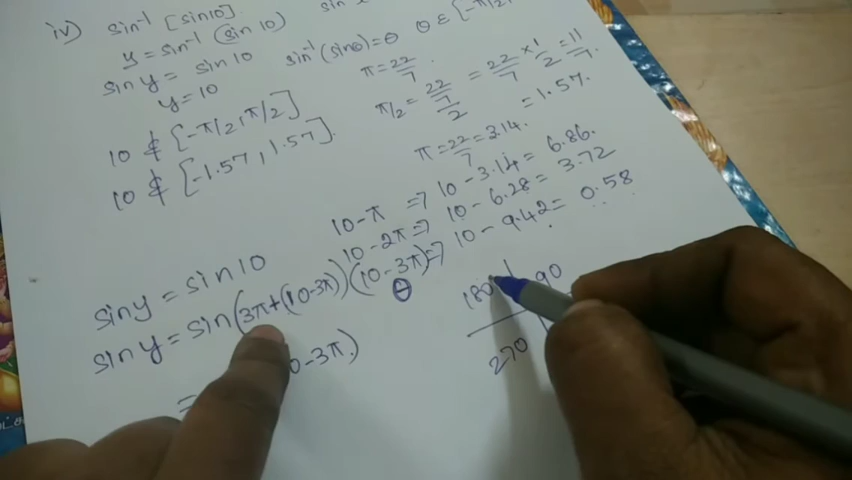 iv) sin⁻¹ [sin10].
y = sin⁻¹ (sin 10)
sin y = sin 10
y = 10
sin⁻¹ (sinθ) = θ θ ∈ [-π/2,
10 ∉ [-π/2, π/2]
10 ∉ [-1.57, 1.57].
π = 22/7.
π/2 = 22/7/2 = 22/7 × 1/2 = 11/7.
= 1.57.
π = 22/7 = 3.14.
10 - π ⇒ 10 - 3.14 = 6.86.
10 - 2π ⇒ 10 - 6.28 = 3.72
(10 - 3π) ⇒ 10 - 9.42 = 0.58
sin y = sin 10
sin y = sin (3π + (10 - 3π))
θ
= 0 - 3π)
180 90
270